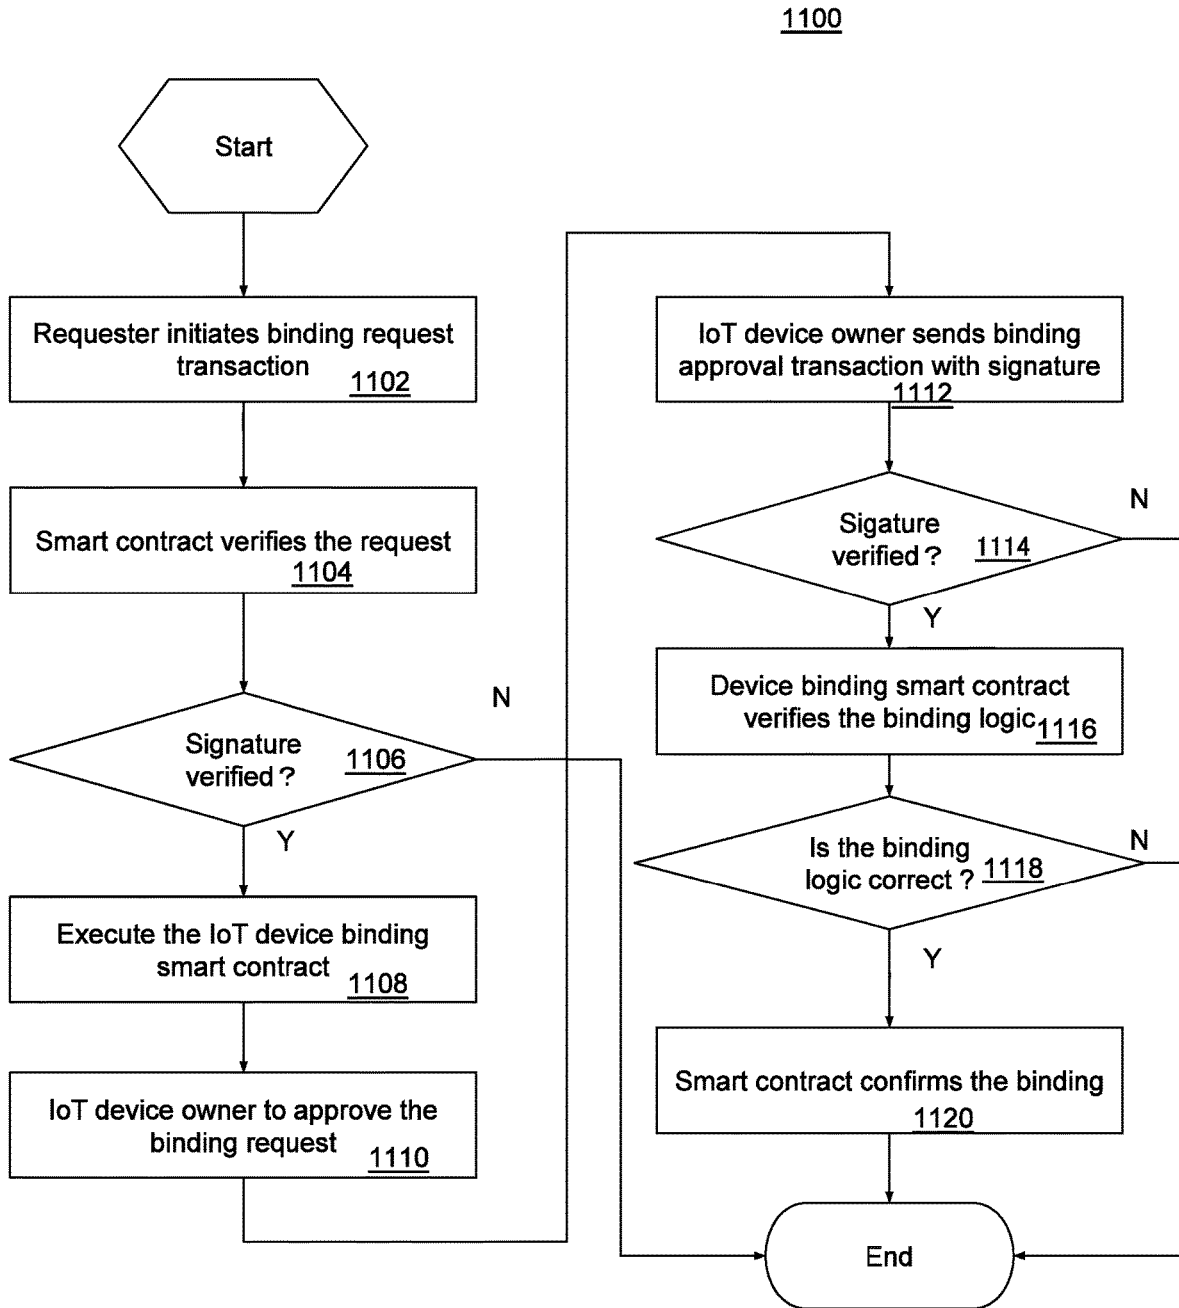 1100
Start
Requester initiates binding request
transaction
1102
Smart contract verifies the request
1104
Signature
verified ?
1106
N
Y
Execute the IoT device binding
smart contract
1108
IoT device owner to approve the
binding request
1110
IoT device owner sends binding
approval transaction with signature
1112
Sigature
verified ?
1114
N
Y
Device binding smart contract
verifies the binding logic
1116
Is the binding
logic correct ?
1118
N
Y
Smart contract confirms the binding
1120
End